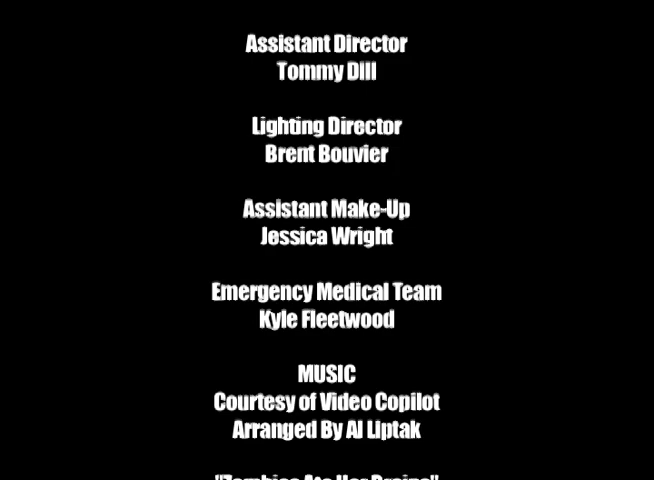 Assistant Director
Tommy Dill
Lighting Director
Brent Bouvier
Assistant Make-Up
Jessica Wright
Emergency Medical Team
Kyle Fleetwood
MUSIC
Courtesy of Video Copilot
Arranged By Al Liptak
"Zombies Ate Her Brains"